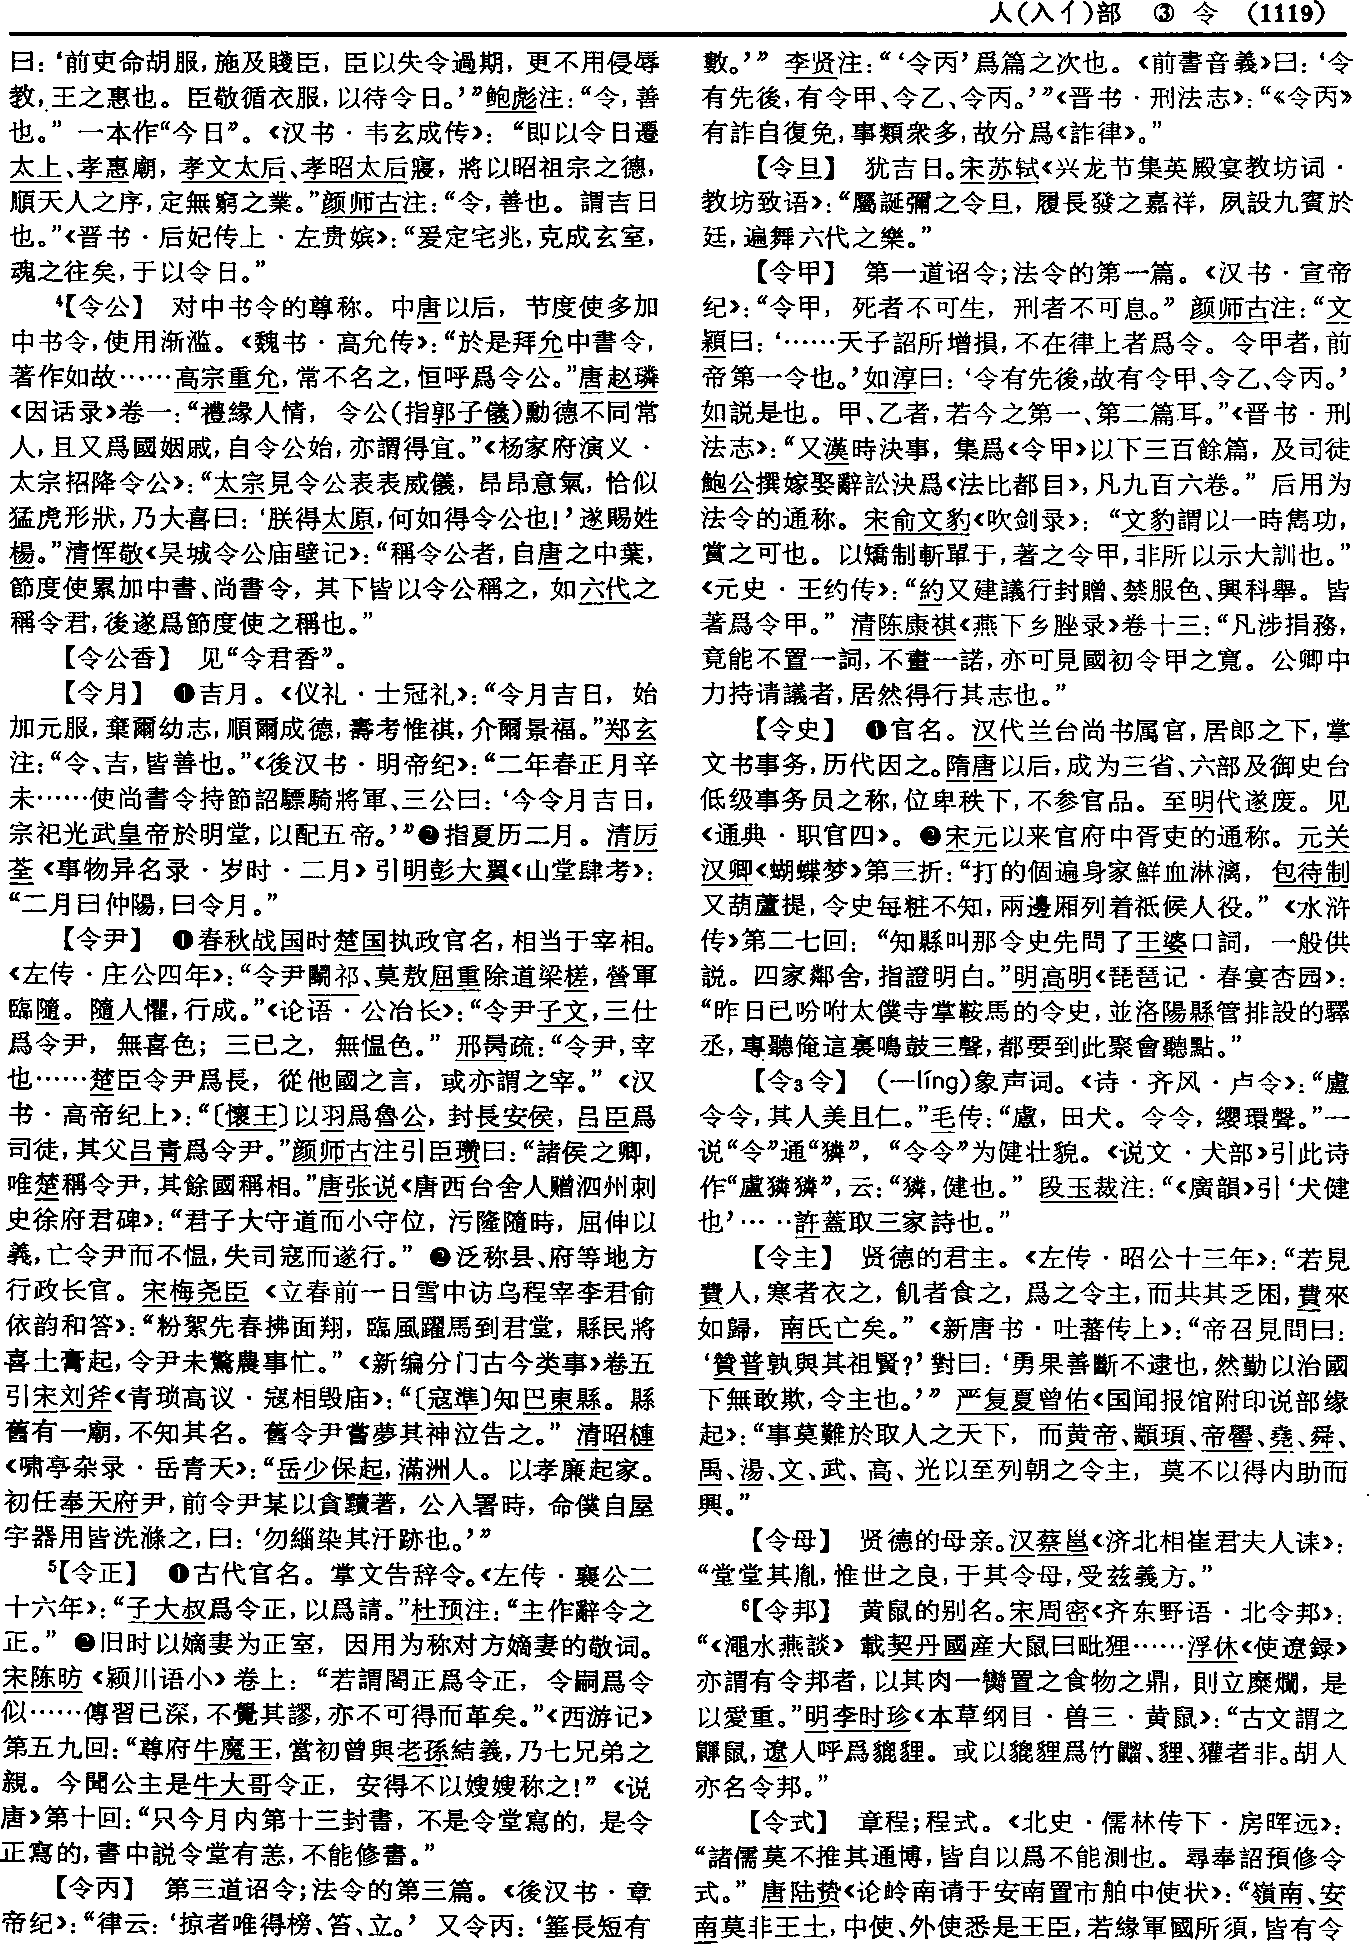 人(入亻)部　③　令　(1119)
曰：‘前吏命胡服，施及賤臣，臣以失令過期，更不用侵辱
教，王之惠也。臣敬循衣服，以待令日。’”鲍彪注：“令，善
也。”一本作“今日”。《汉书·韦玄成传》：“即以令日遷
太上、孝惠廟，孝文太后、孝昭太后寢，將以昭祖宗之德，
順天人之序，定無窮之業。”颜师古注：“令，善也。謂吉日
也。”《晋书·后妃传上·左贵嫔》：“爰定宅兆，克成玄室，
魂之往矣，于以令日。”
⁴【令公】　对中书令的尊称。中唐以后，节度使多加
中书令，使用渐滥。《魏书·高允传》：“於是拜允中書令，
著作如故……高宗重允，常不名之，恒呼爲令公。”唐赵璘
《因话录》卷一：“禮緣人情，令公(指郭子儀)勳德不同常
人，且又爲國姻戚，自令公始，亦謂得宜。”《杨家府演义·
太宗招降令公》：“太宗見令公表表威儀，昂昂意氣，恰似
猛虎形狀，乃大喜曰：‘朕得太原，何如得令公也！’遂賜姓
楊。”清恽敬《吴城令公庙壁记》：“稱令公者，自唐之中葉，
節度使累加中書、尚書令，其下皆以令公稱之，如六代之
稱令君，後遂爲節度使之稱也。”
【令公香】　见“令君香”。
【令月】　❶吉月。《仪礼·士冠礼》：“令月吉日，始
加元服，棄爾幼志，順爾成德，壽考惟祺，介爾景福。”郑玄
注：“令、吉，皆善也。”《後汉书·明帝纪》：“二年春正月辛
未……使尚書令持節詔驃騎將軍、三公曰：‘今令月吉日，
宗祀光武皇帝於明堂，以配五帝。’”❷指夏历二月。清厉
荃《事物异名录·岁时·二月》引明彭大翼《山堂肆考》：
“二月曰仲陽，曰令月。”
【令尹】　❶春秋战国时楚国执政官名，相当于宰相。
《左传·庄公四年》：“令尹鬭祁、莫敖屈重除道梁槎，營軍
臨隨。隨人懼，行成。”《论语·公冶长》：“令尹子文，三仕
爲令尹，無喜色；三已之，無愠色。”邢昺疏：“令尹，宰
也……楚臣令尹爲長，從他國之言，或亦謂之宰。”《汉
书·高帝纪上》：“〔懷王〕以羽爲魯公，封長安侯，吕臣爲
司徒，其父吕青爲令尹。”颜师古注引臣瓒曰：“諸侯之卿，
唯楚稱令尹，其餘國稱相。”唐张说《唐西台舍人赠泗州刺
史徐府君碑》：“君子大守道而小守位，污隆隨時，屈伸以
義，亡令尹而不愠，失司寇而遂行。”❷泛称县、府等地方
行政长官。宋梅尧臣《立春前一日雪中访乌程宰李君俞
依韵和答》：“粉絮先春拂面翔，臨風躍馬到君堂，縣民將
喜土膏起，令尹未驚農事忙。”《新编分门古今类事》卷五
引宋刘斧《青琐高议·寇相毁庙》：“〔寇準〕知巴東縣。縣
舊有一廟，不知其名。舊令尹嘗夢其神泣告之。”清昭槤
《啸亭杂录·岳青天》：“岳少保起，滿洲人。以孝廉起家。
初任奉天府尹，前令尹某以貪黷著，公入署時，命僕自屋
宇器用皆洗滌之，曰：‘勿緇染其汙跡也。’”
⁵【令正】　❶古代官名。掌文告辞令。《左传·襄公二
十六年》：“子大叔爲令正，以爲請。”杜预注：“主作辭令之
正。”❷旧时以嫡妻为正室，因用为称对方嫡妻的敬词。
宋陈昉《颍川语小》卷上：“若謂閤正爲令正，令嗣爲令
似……傳習已深，不覺其謬，亦不可得而革矣。”《西游记》
第五九回：“尊府牛魔王，當初曾與老孫結義，乃七兄弟之
親。今聞公主是牛大哥令正，安得不以嫂嫂称之！”《说
唐》第十回：“只今月内第十三封書，不是令堂寫的，是令
正寫的，書中説令堂有恙，不能修書。”
【令丙】　第三道诏令；法令的第三篇。《後汉书·章
帝纪》：“律云：‘掠者唯得榜、笞、立。’又令丙：‘箠長短有
數。’”李贤注：“‘令丙’爲篇之次也。《前書音義》曰：‘令
有先後，有令甲、令乙、令丙。’”《晋书·刑法志》：“《令丙》
有詐自復免，事類衆多，故分爲《詐律》。”
【令旦】　犹吉日。宋苏轼《兴龙节集英殿宴教坊词·
教坊致语》：“屬誕彌之令旦，履長發之嘉祥，夙設九賓於
廷，遍舞六代之樂。”
【令甲】　第一道诏令；法令的第一篇。《汉书·宣帝
纪》：“令甲，死者不可生，刑者不可息。”颜师古注：“文
穎曰：‘……天子詔所增損，不在律上者爲令。令甲者，前
帝第一令也。’如淳曰：‘令有先後，故有令甲、令乙、令丙。’
如説是也。甲、乙者，若今之第一、第二篇耳。”《晋书·刑
法志》：“又漢時決事，集爲《令甲》以下三百餘篇，及司徒
鮑公撰嫁娶辭訟決爲《法比都目》，凡九百六卷。”后用为
法令的通称。宋俞文豹《吹剑录》：“文豹謂以一時雋功，
賞之可也。以矯制斬單于，著之令甲，非所以示大訓也。”
《元史·王约传》：“約又建議行封贈、禁服色、興科舉。皆
著爲令甲。”清陈康祺《燕下乡脞录》卷十三：“凡涉捐務，
竟能不置一詞，不畫一諾，亦可見國初令甲之寬。公卿中
力持请議者，居然得行其志也。”
【令史】　❶官名。汉代兰台尚书属官，居郎之下，掌
文书事务，历代因之。隋唐以后，成为三省、六部及御史台
低级事务员之称，位卑秩下，不参官品。至明代遂废。见
《通典·职官四》。❷宋元以来官府中胥吏的通称。元关
汉卿《蝴蝶梦》第三折：“打的個遍身家鮮血淋漓，包待制
又葫蘆提，令史每粧不知，兩邊厢列着祗候人役。”《水浒
传》第二七回：“知縣叫那令史先問了王婆口詞，一般供
説。四家鄰舍，指證明白。”明高明《琵琶记·春宴杏园》：
“昨日已吩咐太僕寺掌鞍馬的令史，並洛陽縣管排設的驛
丞，專聽俺這裏鳴鼓三聲，都要到此聚會聽點。”
【令₃令】　(—líng)象声词。《诗·齐风·卢令》：“盧
令令，其人美且仁。”毛传：“盧，田犬。令令，纓環聲。”一
说“令”通“獜”，“令令”为健壮貌。《说文·犬部》引此诗
作“盧獜獜”，云：“獜，健也。”段玉裁注：“《廣韻》引‘犬健
也’……許蓋取三家詩也。”
【令主】　贤德的君主。《左传·昭公十三年》：“若見
費人，寒者衣之，飢者食之，爲之令主，而共其乏困，費來
如歸，南氏亡矣。”《新唐书·吐蕃传上》：“帝召見問曰：
‘贊普孰與其祖賢？’對曰：‘勇果善斷不逮也，然勤以治國
下無敢欺，令主也。’”严复夏曾佑《国闻报馆附印说部缘
起》：“事莫難於取人之天下，而黄帝、顓頊、帝嚳、堯、舜、
禹、湯、文、武、高、光以至列朝之令主，莫不以得内助而
興。”
【令母】　贤德的母亲。汉蔡邕《济北相崔君夫人诔》：
“堂堂其胤，惟世之良，于其令母，受兹義方。”
⁶【令邦】　黄鼠的别名。宋周密《齐东野语·北令邦》：
“《澠水燕談》載契丹國産大鼠曰毗狸……浮休《使遼録》
亦謂有令邦者，以其肉一臠置之食物之鼎，則立糜爛，是
以愛重。”明李时珍《本草纲目·兽三·黄鼠》：“古文謂之
鼲鼠，遼人呼爲貔貍。或以貔貍爲竹䶉、貍、獾者非。胡人
亦名令邦。”
【令式】　章程；程式。《北史·儒林传下·房晖远》：
“諸儒莫不推其通博，皆自以爲不能測也。尋奉詔預修令
式。”唐陆贽《论岭南请于安南置市舶中使状》：“嶺南、安
南莫非王土，中使、外使悉是王臣，若緣軍國所須，皆有令